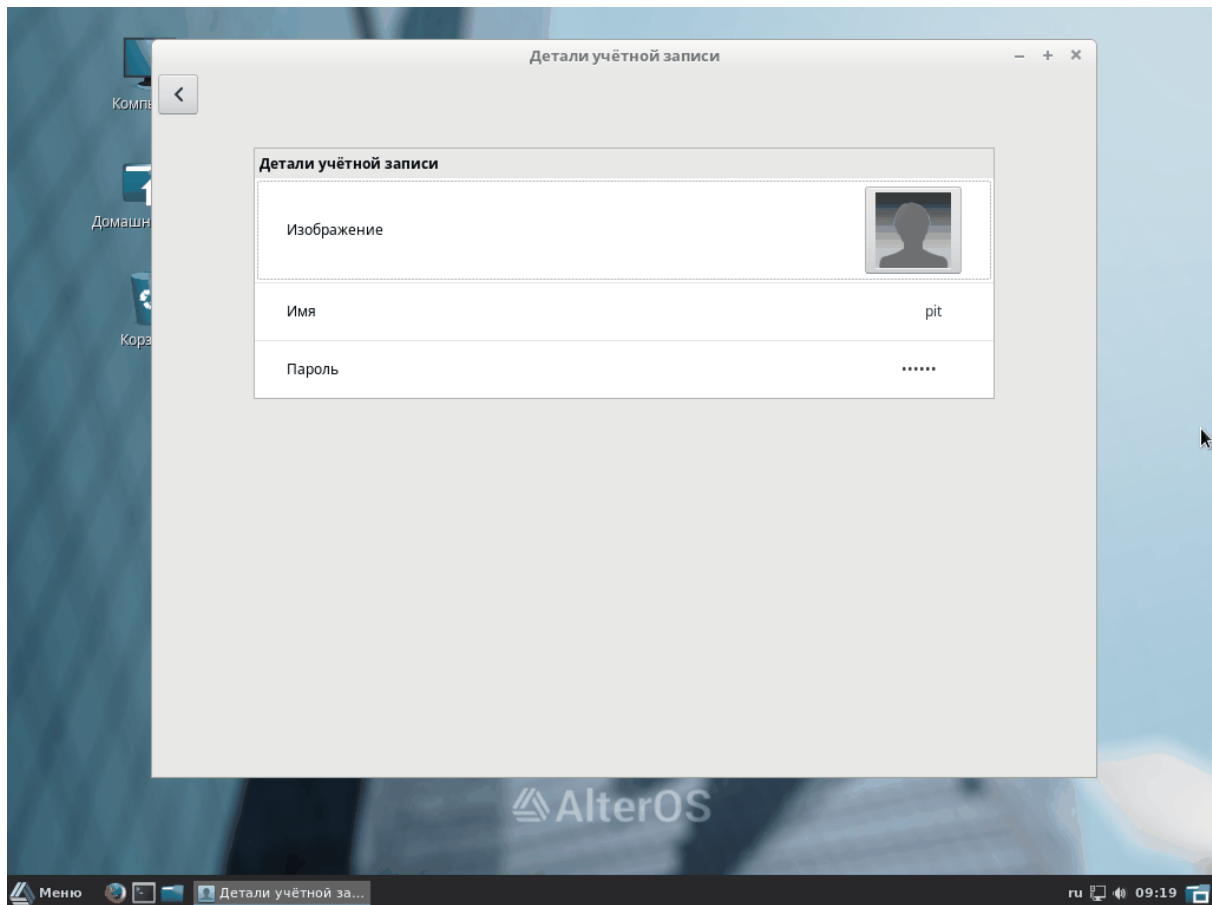 Детали учётной записи
Детали учётной записи
Изображение
Имя
pit
Пароль
••••••
AlterOS
Меню
Детали учётной за...
ru
09:19